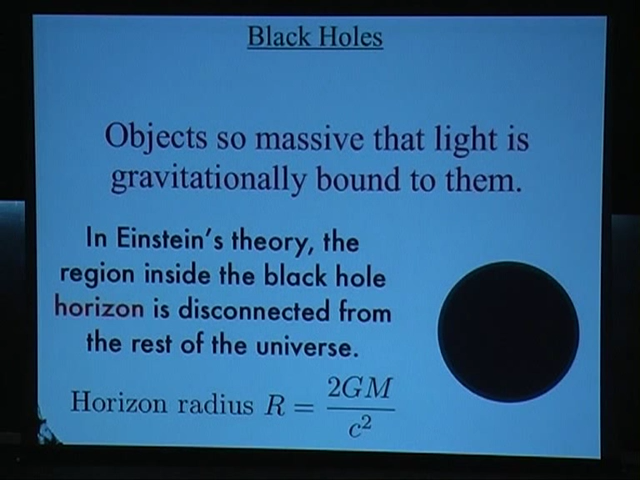 Black Holes
Objects so massive that light is
gravitationally bound to them.
In Einstein's theory, the
region inside the black hole
horizon is disconnected from
the rest of the universe.
Horizon radius R = 2GM / c²